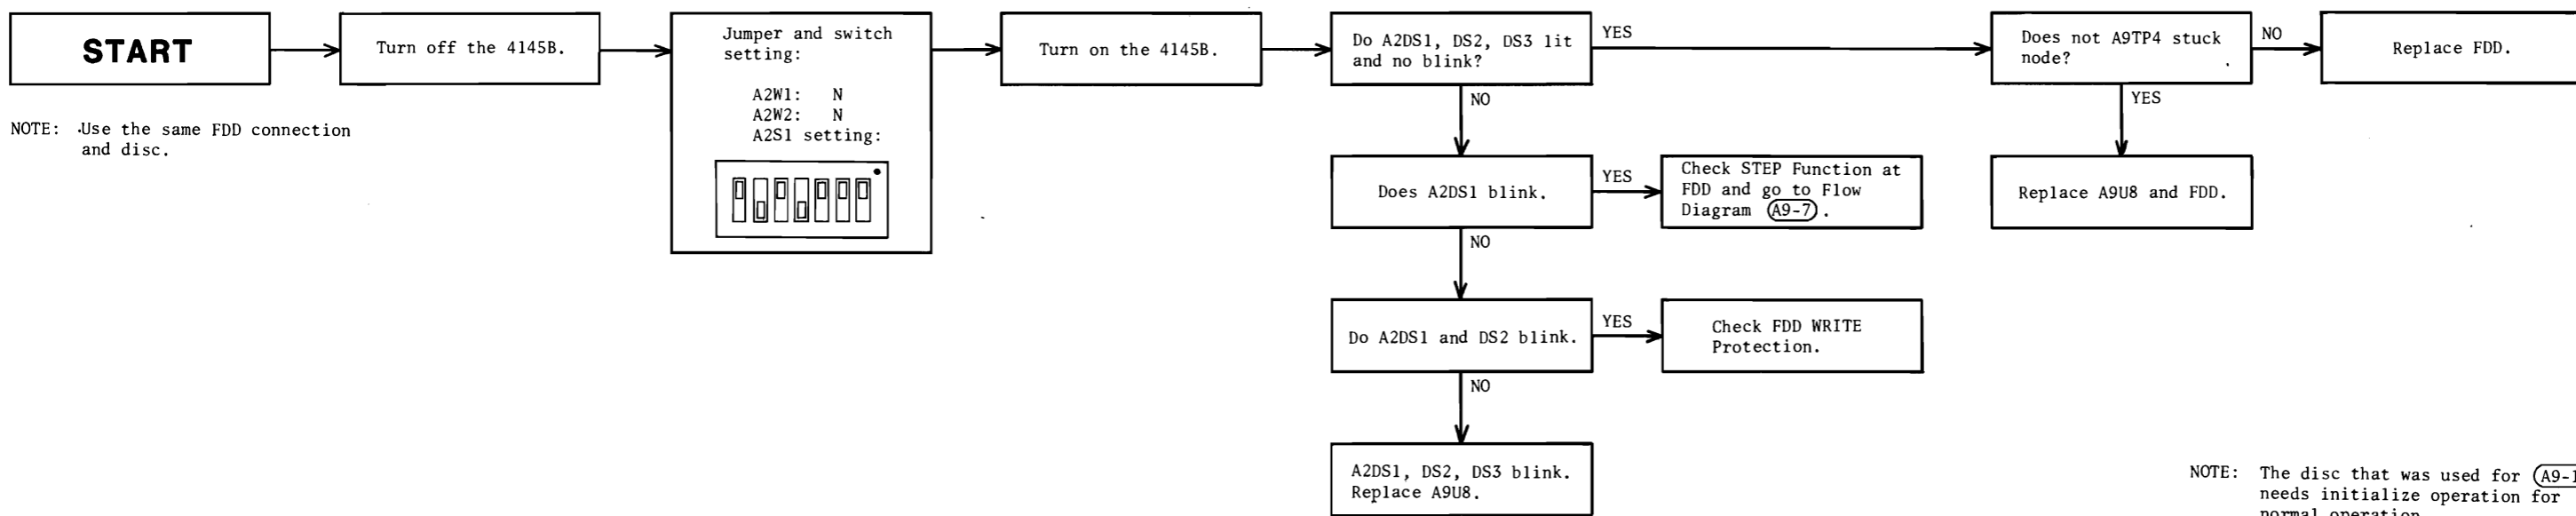 START
Turn off the 4145B.
Jumper and switch
setting:
A2W1: N
A2W2: N
A2S1 setting:
Turn on the 4145B.
Do A2DS1, DS2, DS3 lit
and no blink?
YES
Does not A9TP4 stuck
node?
NO
Replace FDD.
NOTE: Use the same FDD connection
and disc.
NO
YES
Does A2DS1 blink.
YES
Check STEP Function at
FDD and go to Flow
Diagram A9-7.
Replace A9U8 and FDD.
NO
Do A2DS1 and DS2 blink.
YES
Check FDD WRITE
Protection.
NO
A2DS1, DS2, DS3 blink.
Replace A9U8.
NOTE: The disc that was used for
needs initialize operation for
normal operation